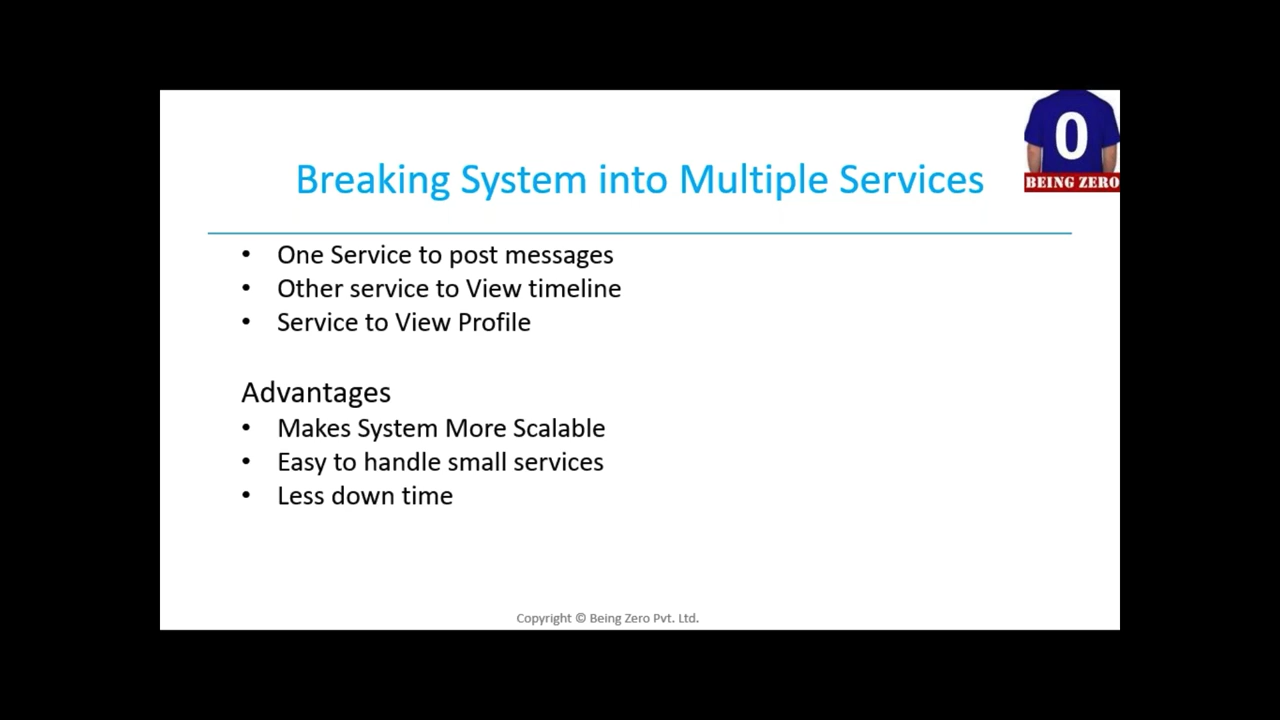 0
BEING ZERO
Breaking System into Multiple Services
• One Service to post messages
• Other service to View timeline
• Service to View Profile
Advantages
• Makes System More Scalable
• Easy to handle small services
• Less down time
Copyright © Being Zero Pvt. Ltd.